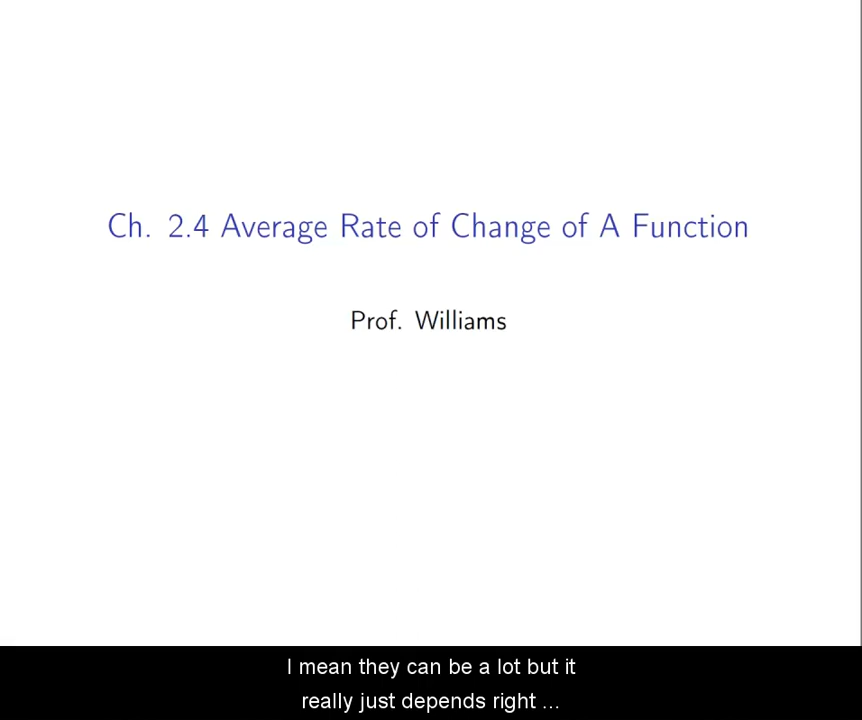 Ch. 2.4 Average Rate of Change of A Function
Prof. Williams
I mean they can be a lot but it
really just depends right ...